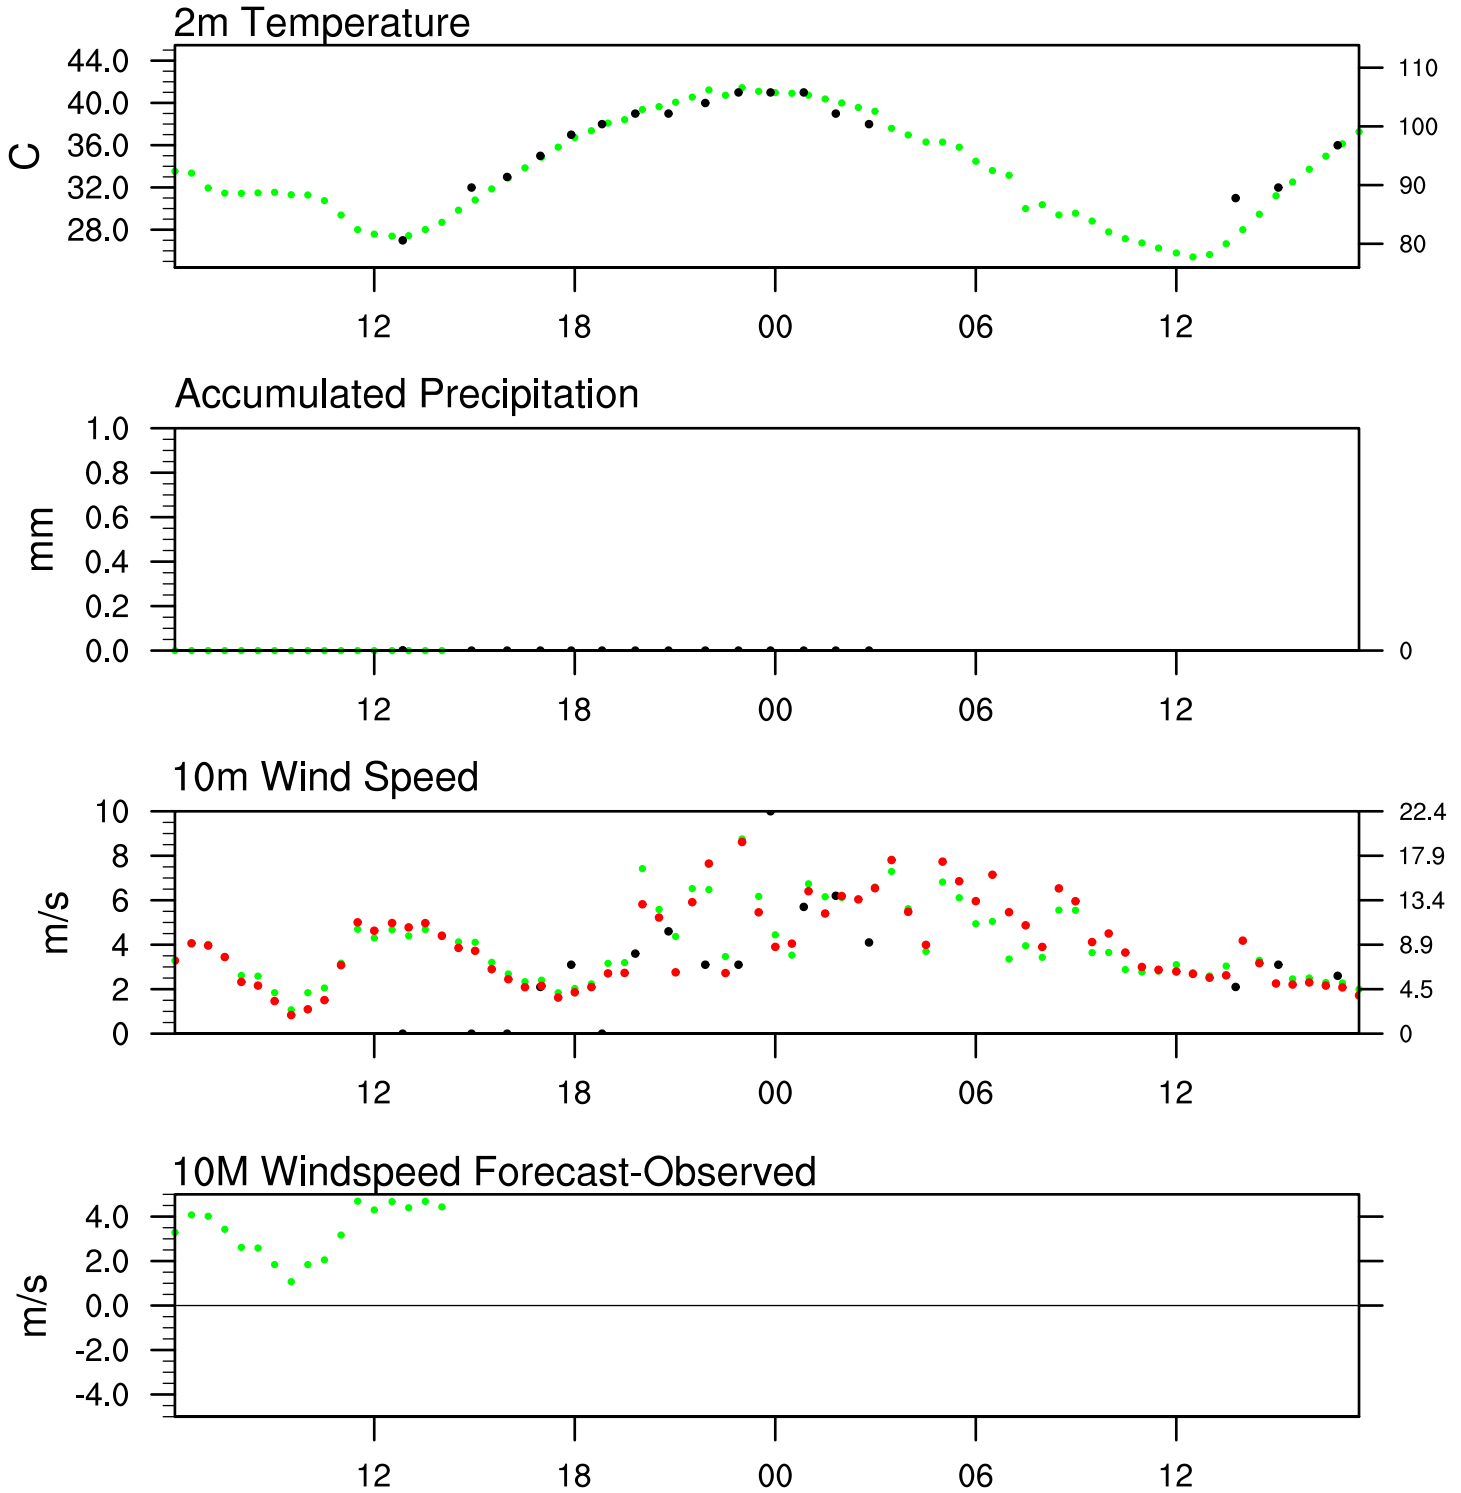 2m Temperature
44.0
40.0
36.0
32.0
28.0
C
110
100
90
80
12 18 00 06 12
Accumulated Precipitation
1.0
0.8
0.6
0.4
0.2
0.0
mm
0
12 18 00 06 12
10m Wind Speed
10
8
6
4
2
0
m/s
22.4
17.9
13.4
8.9
4.5
0
12 18 00 06 12
10M Windspeed Forecast-Observed
4.0
2.0
0.0
-2.0
-4.0
m/s
12 18 00 06 12